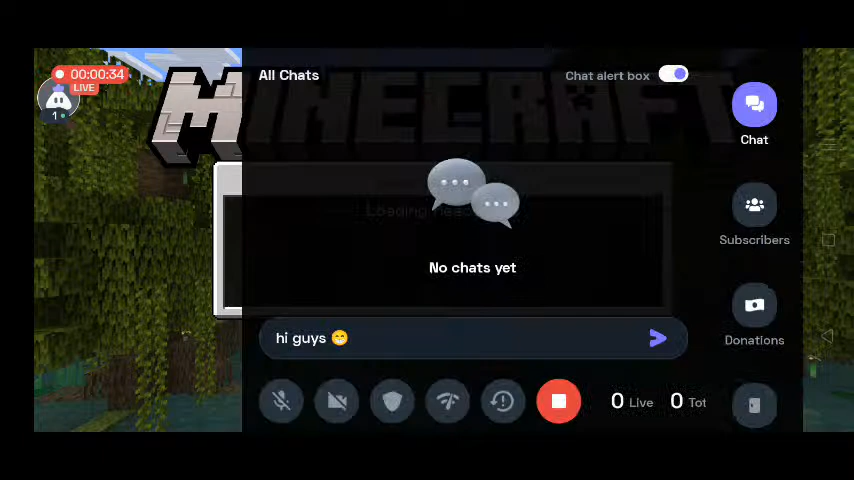 00:00:34
LIVE
1
MINECRAFT
All Chats
Chat alert box
Chat
Loading
Subscribers
No chats yet
Donations
hi guys 😁
0 Live 0 Tot